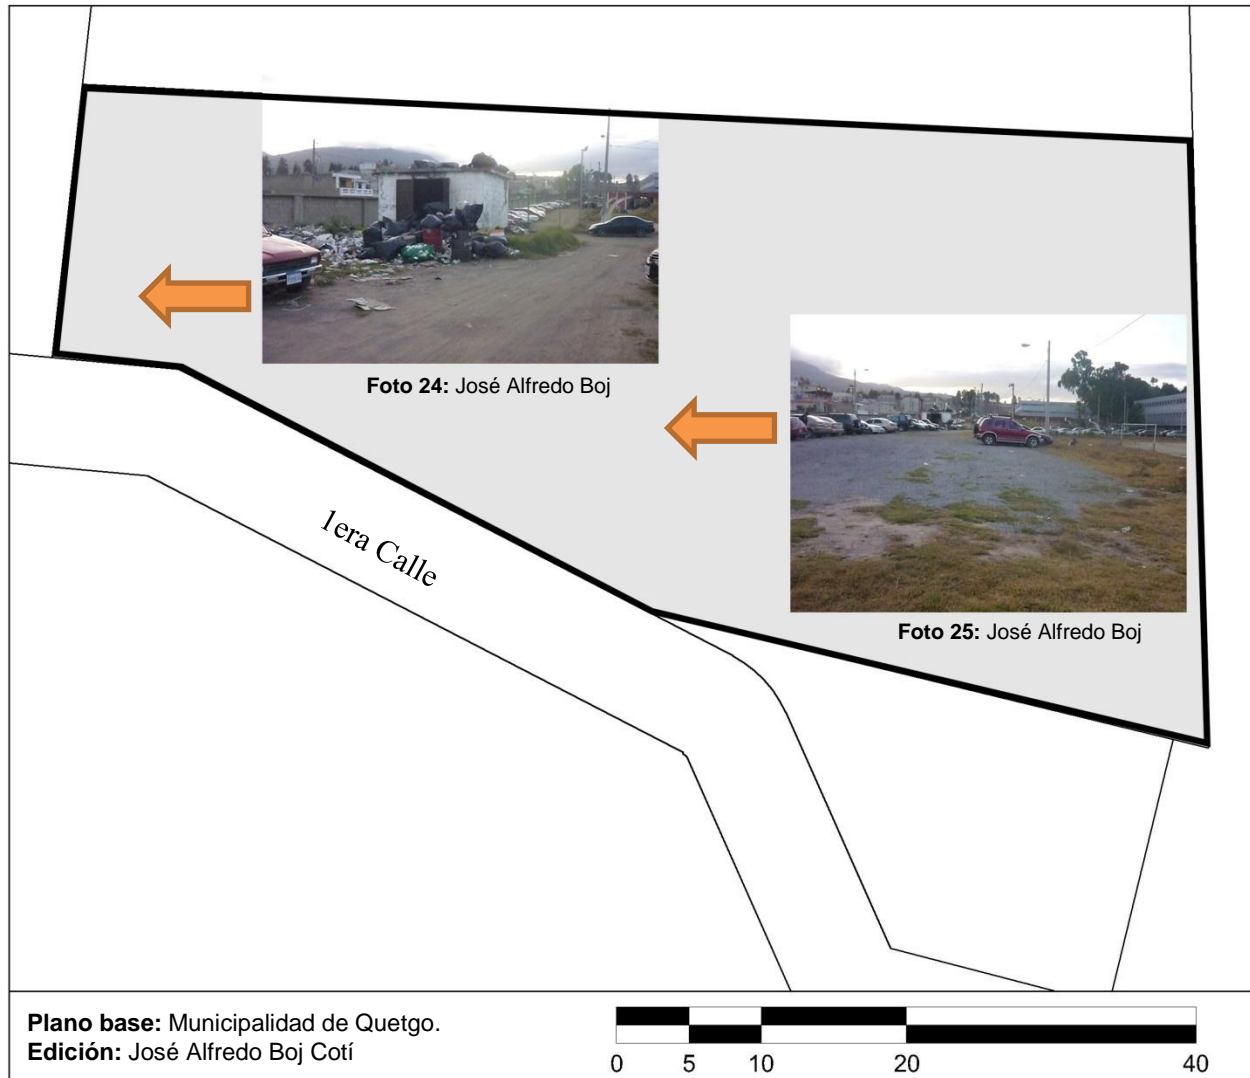 Foto 24: José Alfredo Boj
Foto 25: José Alfredo Boj
1era Calle
Plano base: Municipalidad de Quetgo.
Edición: José Alfredo Boj Cotí
0 5 10 20 40